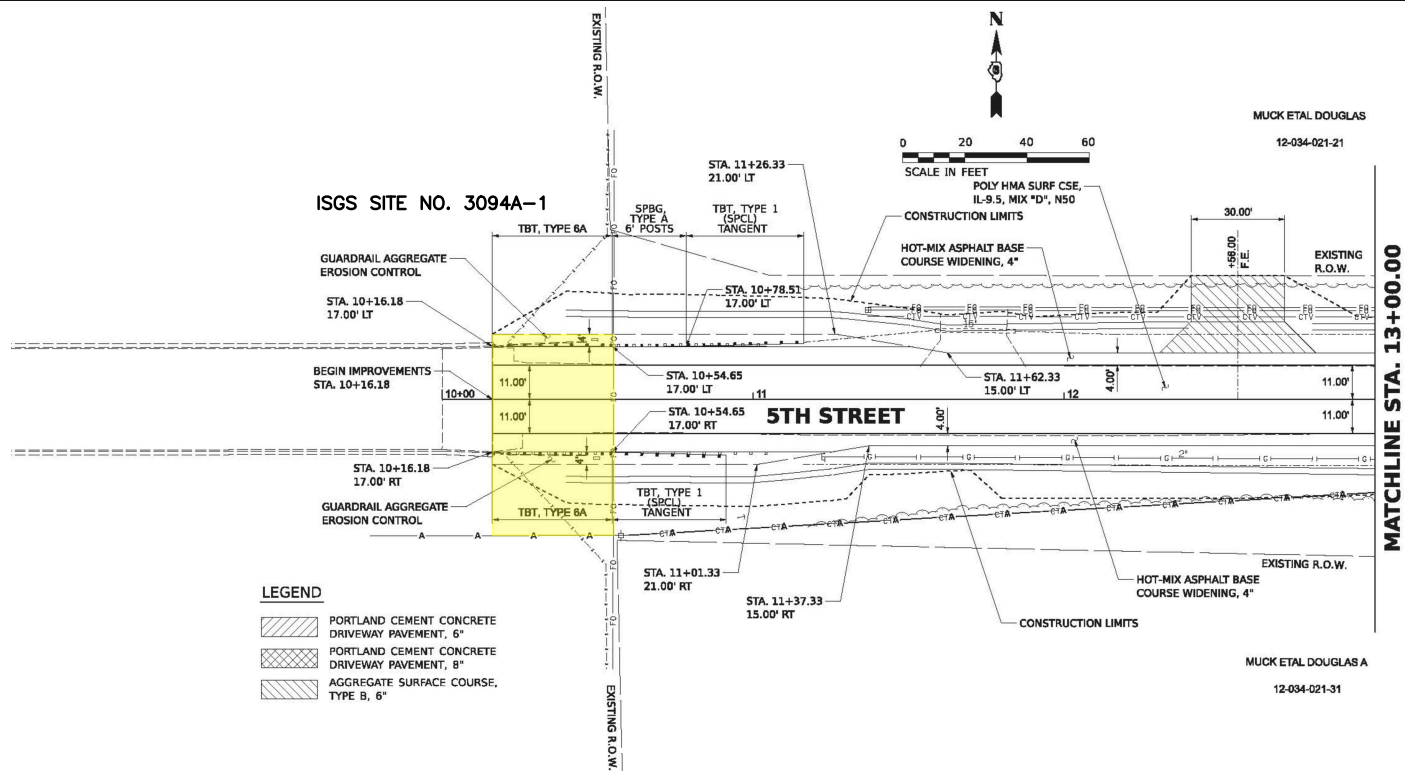 EXISTING R.O.W.
N
MUCK ETAL DOUGLAS
12-034-021-21
0 20 40 60
SCALE IN FEET
STA. 11+26.33
21.00' LT
POLY HMA SURF CSE,
IL-9.5, MIX "D", N50
ISGS SITE NO. 3094A-1
TBT, TYPE 6A
SPBG,
TYPE A
6' POSTS
TBT, TYPE 1
(SPCL)
TANGENT
CONSTRUCTION LIMITS
30.00'
+58.00
F.E.
EXISTING
R.O.W.
HOT-MIX ASPHALT BASE
COURSE WIDENING, 4"
GUARDRAIL AGGREGATE
EROSION CONTROL
STA. 10+78.51
17.00' LT
STA. 10+16.18
17.00' LT
BEGIN IMPROVEMENTS
STA. 10+16.18
10+00
11.00'
11.00'
STA. 10+54.65
17.00' LT
11
STA. 11+62.33
15.00' LT
4.00'
12
11.00'
11.00'
STA. 10+54.65
17.00' RT
5TH STREET
4.00'
MATCHLINE STA. 13+00.00
STA. 10+16.18
17.00' RT
2"
GUARDRAIL AGGREGATE
EROSION CONTROL
TBT, TYPE 6A
TBT, TYPE 1
(SPCL)
TANGENT
A A A A
STA. 11+01.33
21.00' RT
STA. 11+37.33
15.00' RT
EXISTING R.O.W.
HOT-MIX ASPHALT BASE
COURSE WIDENING, 4"
CONSTRUCTION LIMITS
LEGEND
PORTLAND CEMENT CONCRETE
DRIVEWAY PAVEMENT, 6"
PORTLAND CEMENT CONCRETE
DRIVEWAY PAVEMENT, 8"
AGGREGATE SURFACE COURSE,
TYPE B, 6"
MUCK ETAL DOUGLAS A
12-034-021-31
EXISTING R.O.W.